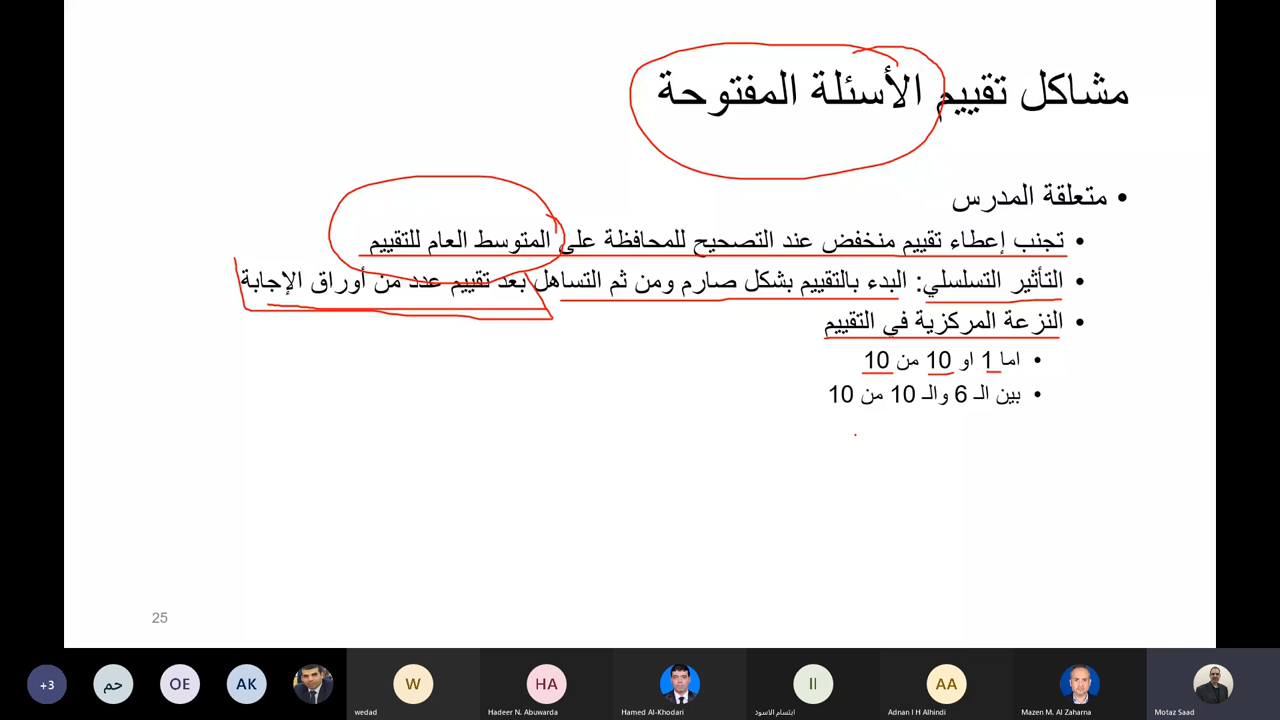 مشاكل تقييم الأسئلة المفتوحة
• متعلقة المدرس
• تجنب إعطاء تقييم منخفض عند التصحيح للمحافظة على المتوسط العام للتقييم
• التأثير التسلسلي: البدء بالتقييم بشكل صارم ومن ثم التساهل بعد تقييم عدد من أوراق الإجابة
• النزعة المركزية في التقييم
• اما 1 او 10 من 10
• بين الـ 6 والـ 10 من 10
25
+3
حم
OE
AK
W
wedad
HA
Hadeer N. Abuwarda
Hamed Al-Khodari
اا
ابتسام الاسود
AA
Adnan I H Alhindi
Mazen M. Al Zaharna
Motaz Saad